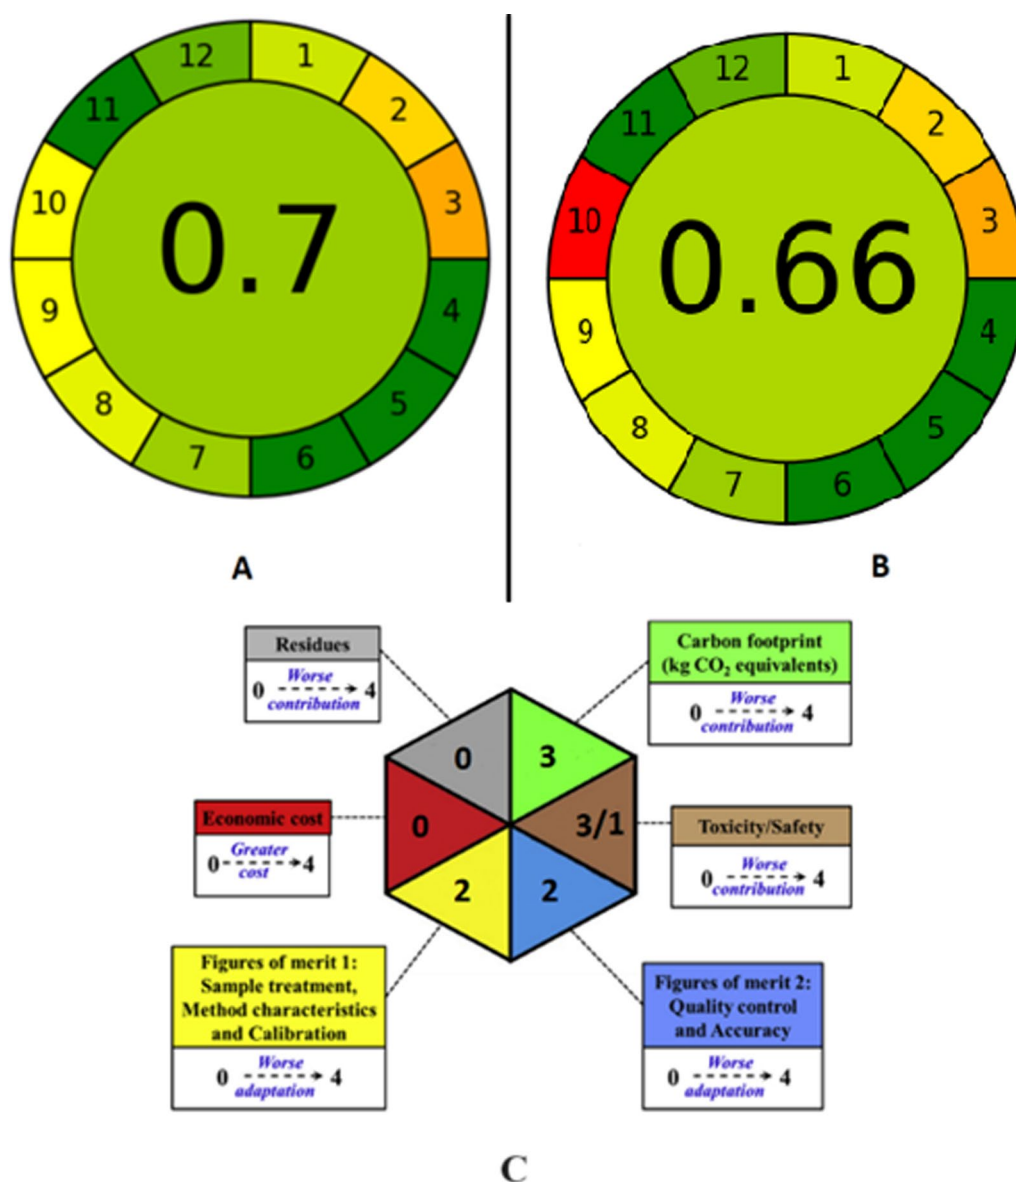 12
1
11
2
10
3
0.7
9
4
8
5
7
6
A
12
1
11
2
10
3
0.66
9
4
8
5
7
6
B
Residues
Worse
0 4
contribution
Carbon footprint
(kg CO₂ equivalents)
Worse
0 4
contribution
0
3
Economic cost
Greater
0 4
cost
0
3/1
Toxicity/Safety
Worse
0 4
contribution
2
2
Figures of merit 1:
Sample treatment,
Method characteristics
and Calibration
Worse
0 4
adaptation
Figures of merit 2:
Quality control
and Accuracy
Worse
0 4
adaptation
C